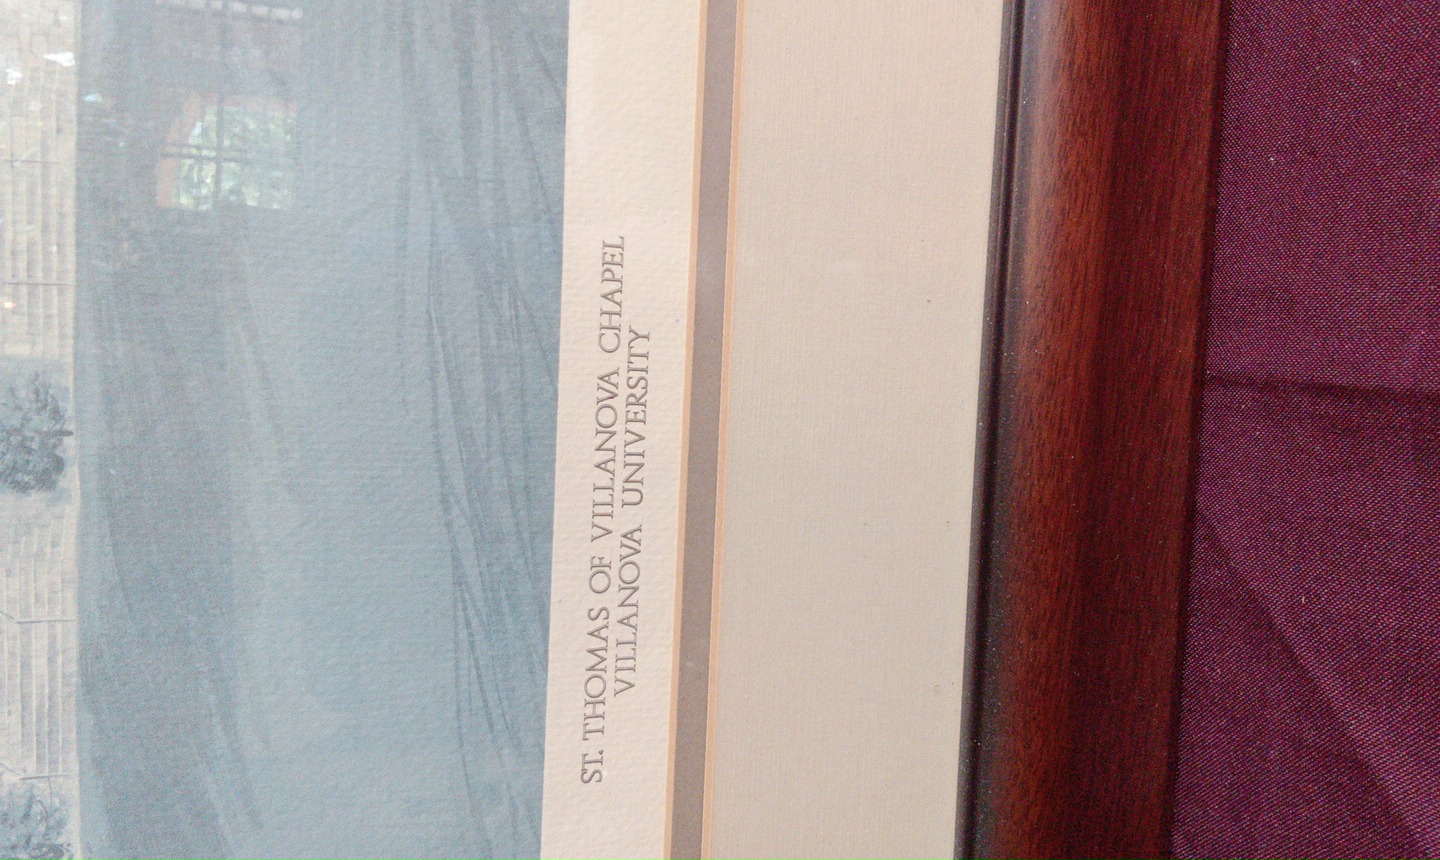 ST. THOMAS OF VILLANOVA CHAPEL
VILLANOVA UNIVERSITY